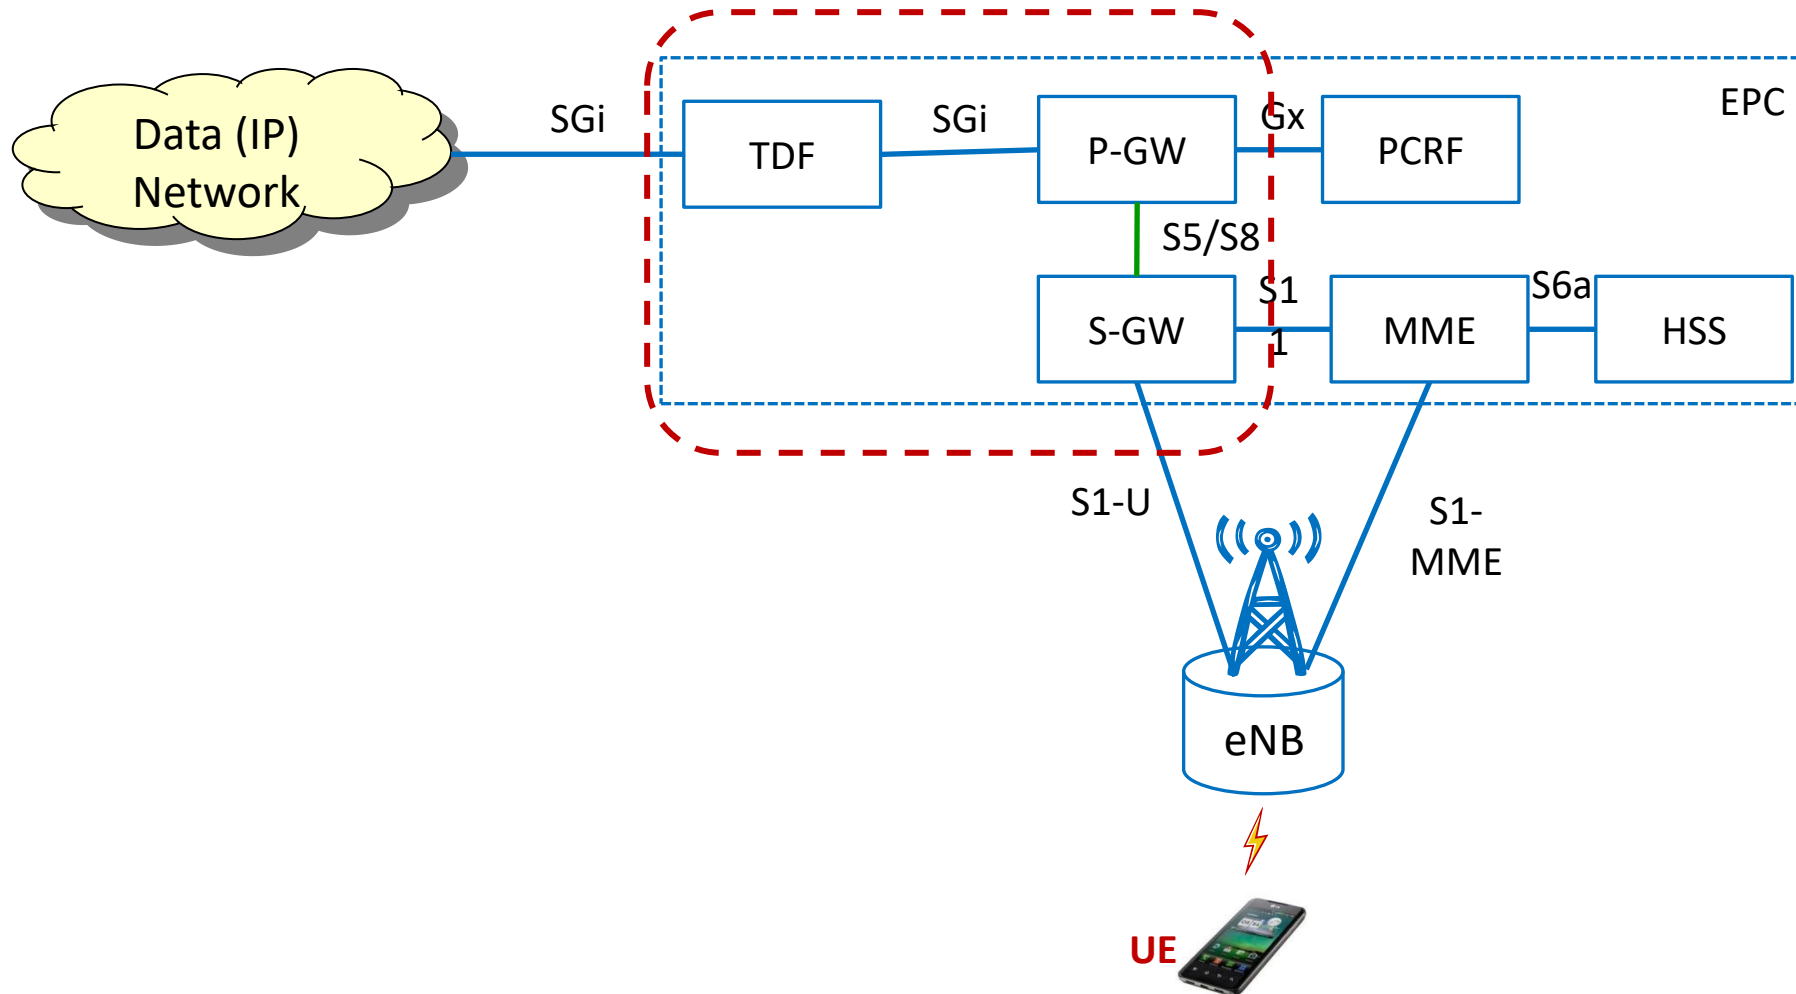 EPC
SGi
SGi
Gx
Data (IP)
Network
TDF
P-GW
PCRF
S5/S8
S1
1
S6a
S-GW
MME
HSS
S1-U
S1-
MME
eNB
UE